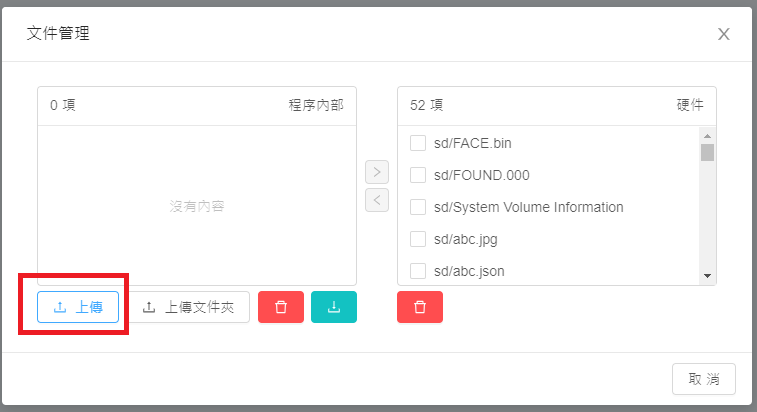 文件管理
X
0 項 程序內部
沒有內容
52 項 硬件
sd/FACE.bin
sd/FOUND.000
sd/System Volume Information
sd/abc.jpg
sd/abc.json
上傳 上傳文件夾
取 消